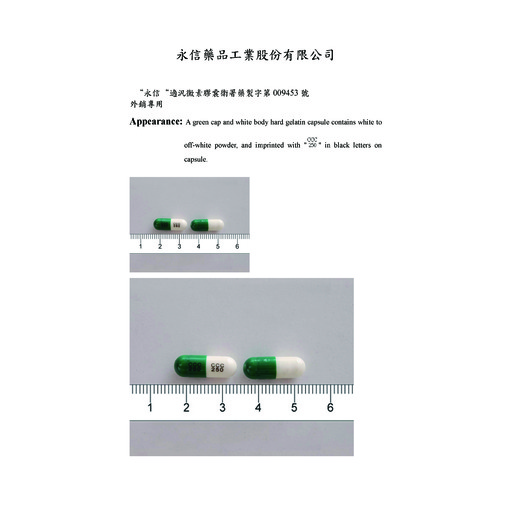 永信藥品工業股份有限公司
“永信“過汎黴素膠囊衛署藥製字第 009453 號
外銷專用
Appearance: A green cap and white body hard gelatin capsule contains white to
off-white powder, and imprinted with “CCC 250“ in black letters on
capsule.
CCC
250
1 2 3 4 5 6
CCC
250
1 2 3 4 5 6